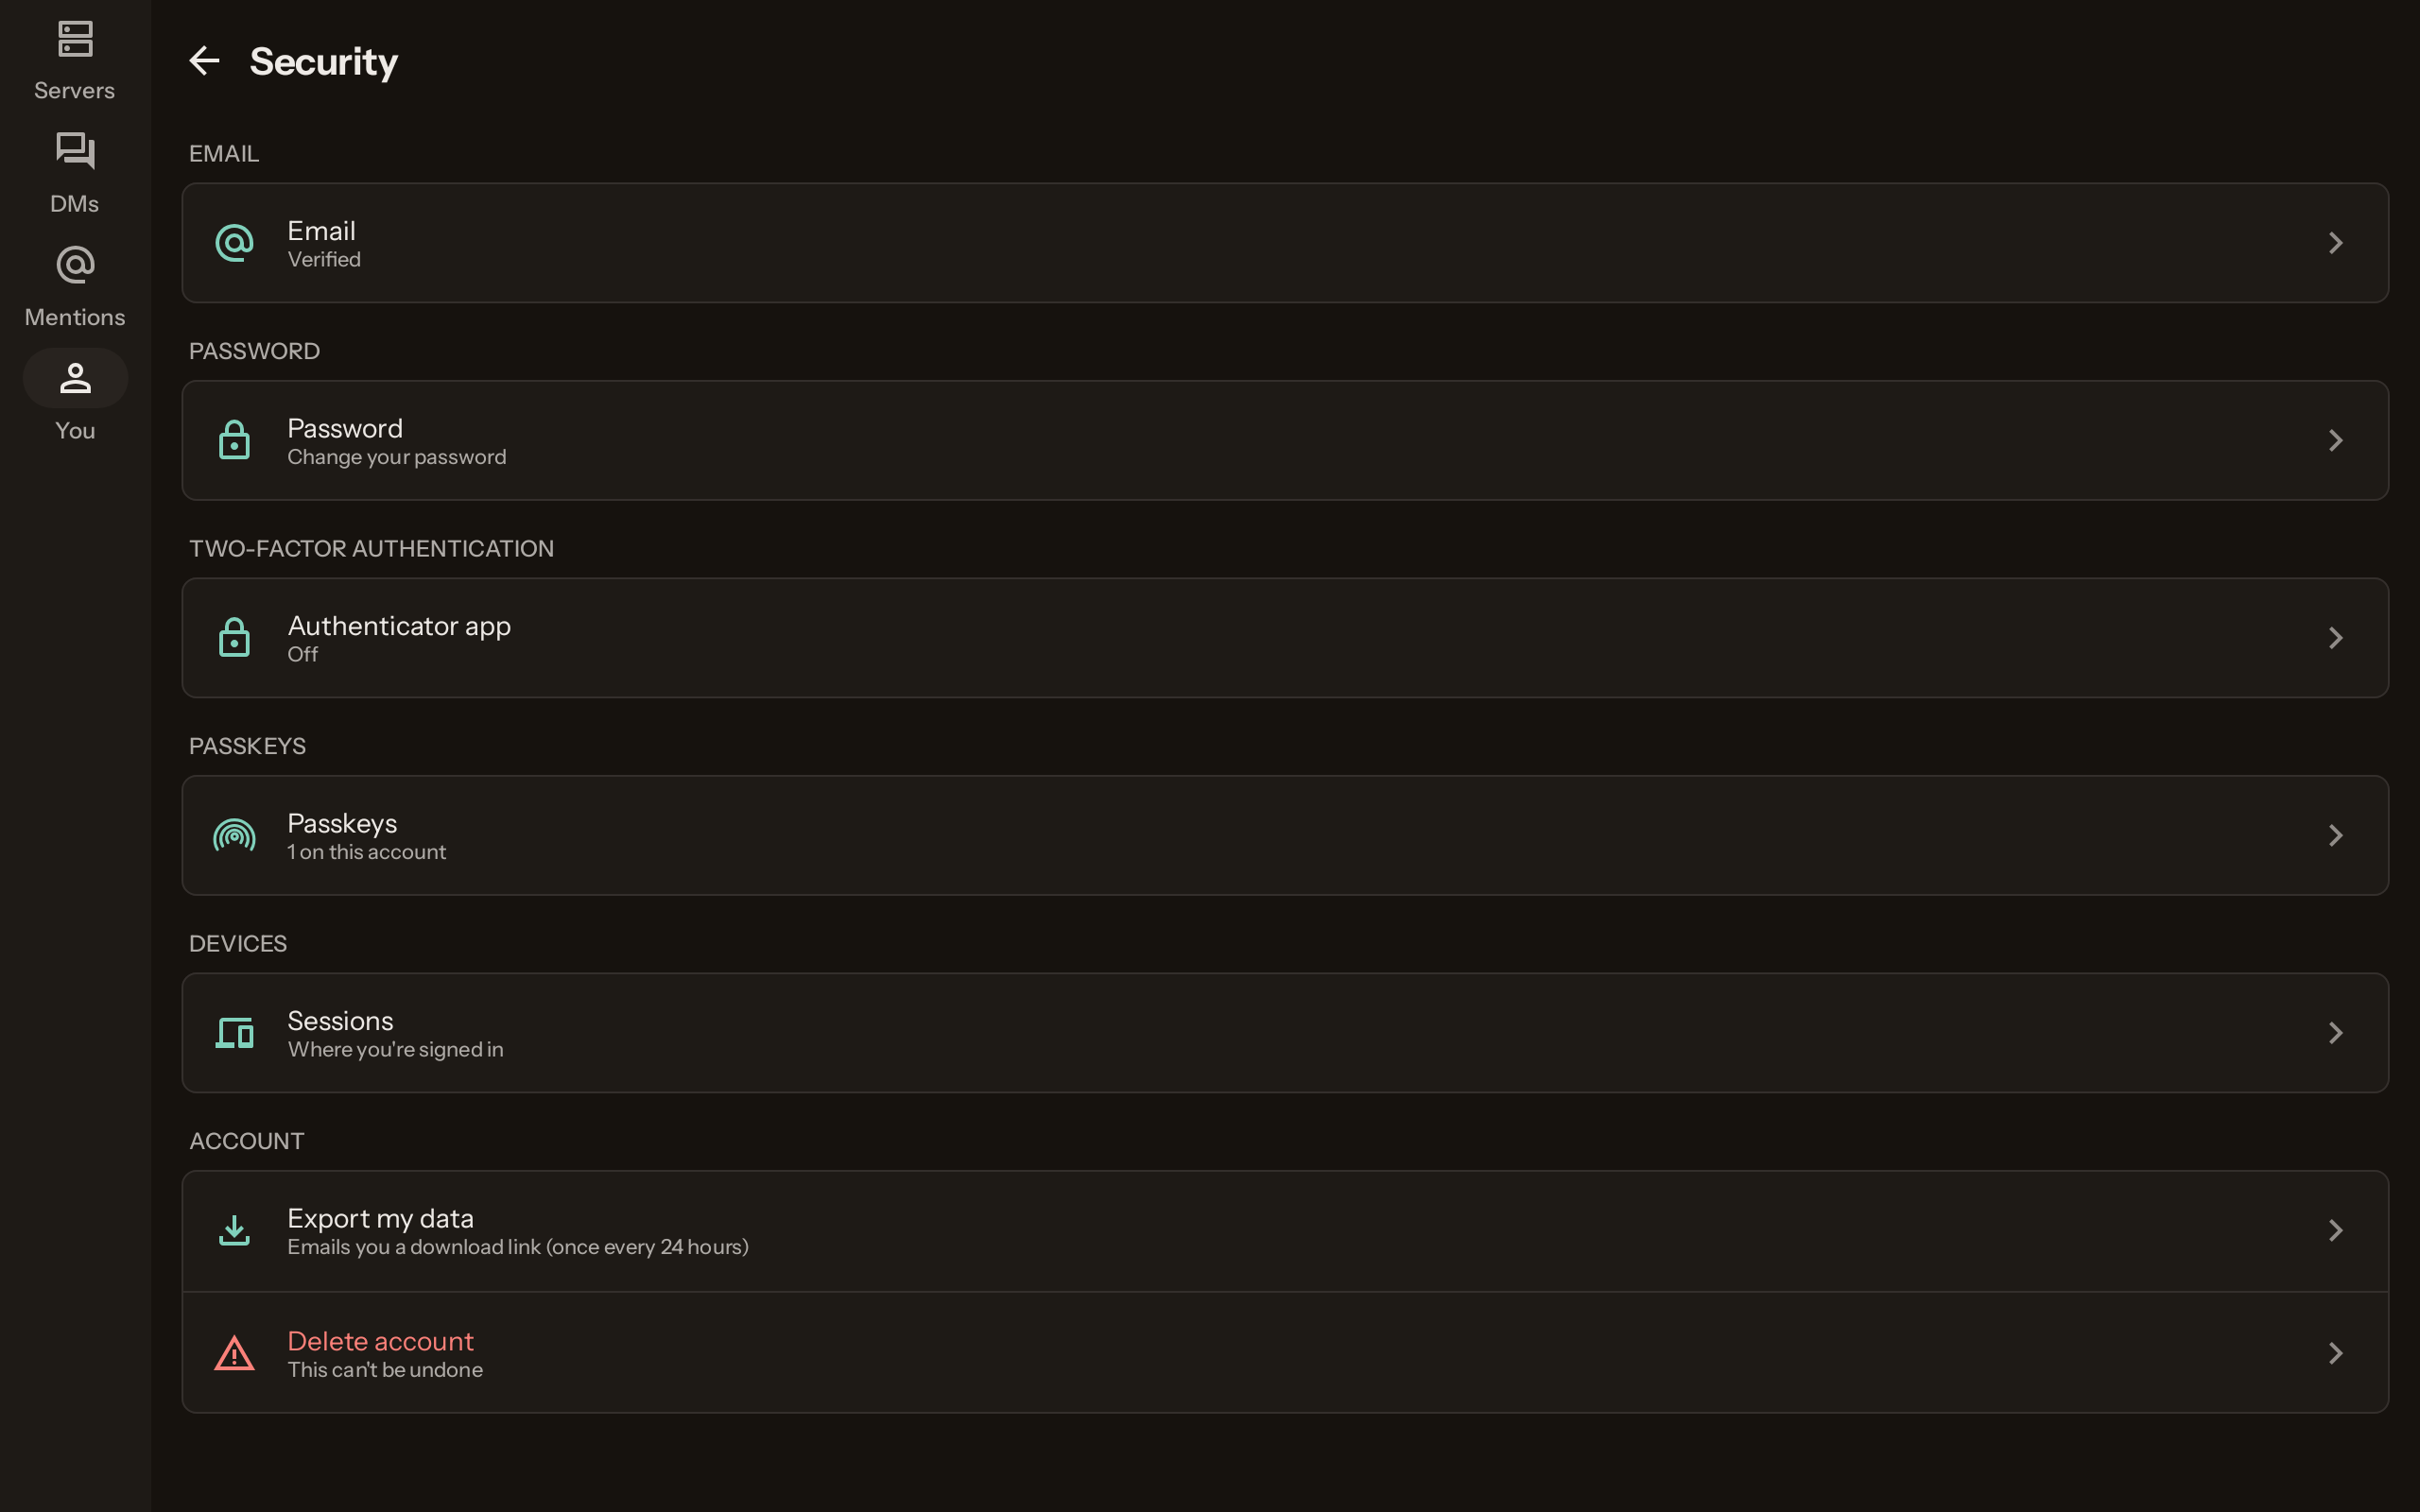 Servers
DMs
Mentions
You
Security
EMAIL
Email
Verified
PASSWORD
Password
Change your password
TWO-FACTOR AUTHENTICATION
Authenticator app
Off
PASSKEYS
Passkeys
1 on this account
DEVICES
Sessions
Where you're signed in
ACCOUNT
Export my data
Emails you a download link (once every 24 hours)
Delete account
This can't be undone